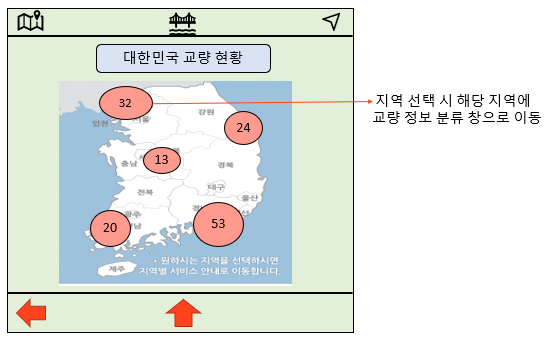 대한민국 교량 현황
32
지역 선택 시 해당 지역에
교량 정보 분류 창으로 이동
강원
인천
24
13
충남
경북
전북
대구
울산
광주
20
53
제주
• 원하시는 지역을 선택하시면
지역별 서비스 안내로 이동합니다.